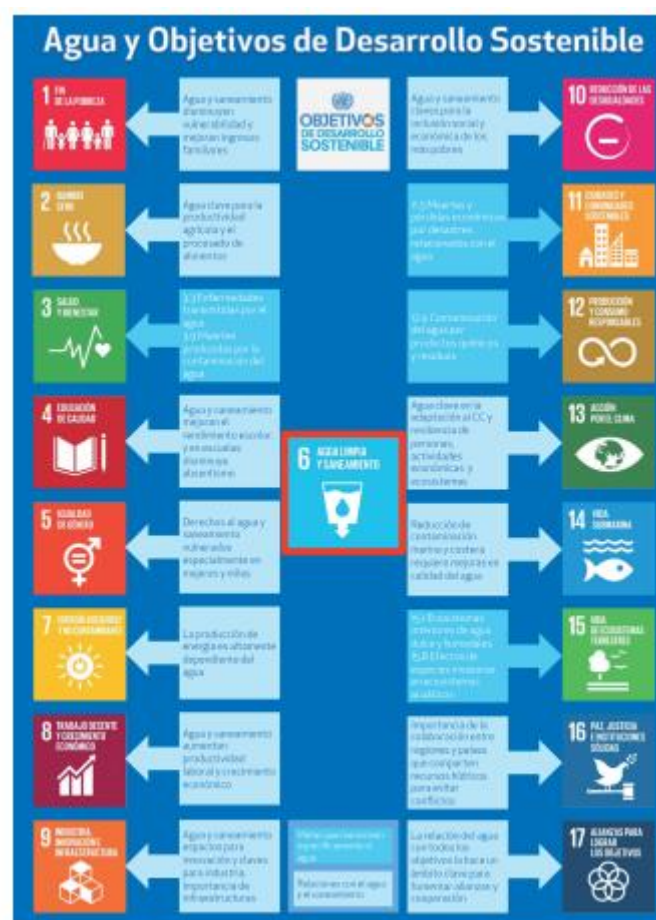 Agua y Objetivos de Desarrollo Sostenible
1 FIN
DE LA POBREZA
Agua y saneamiento
disminuyen
vulnerabilidad y
mejoran ingresos
familiares
OBJETIVOS
DE DESARROLLO
SOSTENIBLE
Agua y saneamiento
claves para la
inclusión social y
económica de los
más pobres
10 REDUCCIÓN DE LAS
DESIGUALDADES
2 HAMBRE
CERO
Agua clave para la
productividad
agrícola y el
procesado de
alimentos
Muertes y
pérdidas económicas
por desastres
relacionados con el
agua
11 CIUDADES Y
COMUNIDADES
SOSTENIBLES
3 SALUD
Y BIENESTAR
3.3 Enfermedades
transmitidas por el
agua
3.9 Muertes
producidas por la
contaminación del
agua
Contaminación
del agua por
productos químicos
y residuos
12 PRODUCCIÓN
Y CONSUMO
RESPONSABLES
4 EDUCACIÓN
DE CALIDAD
Agua y saneamiento
mejoran el
rendimiento escolar
y en escuelas
disminuye
absentismo
6 AGUA LIMPIA
Y SANEAMIENTO
Agua clave en la
adaptación al CC y
resiliencia de
personas,
actividades
económicas y
ecosistemas
13 ACCIÓN
POR EL CLIMA
5 IGUALDAD
DE GÉNERO
Derechos al agua y
saneamiento
vulnerados
especialmente en
mujeres y niñas
Reducción de
contaminación
marina y costera
requiere mejoras en
calidad del agua
14 VIDA
SUBMARINA
7 ENERGÍA ASEQUIBLE
Y NO CONTAMINANTE
La producción de
energía es altamente
dependiente del
agua
15.1 Ecosistemas
interiores de agua
dulce y humedales
15.8 Efectos de
especies invasoras
en ecosistemas
acuáticos
15 VIDA
DE ECOSISTEMAS
TERRESTRES
8 TRABAJO DECENTE
Y CRECIMIENTO
ECONÓMICO
Agua y saneamiento
aumentan
productividad
laboral y crecimiento
económico
Importancia de la
colaboración entre
regiones y países
que comparten
recursos hídricos
para evitar
conflictos
16 PAZ, JUSTICIA
E INSTITUCIONES
SÓLIDAS
9 INDUSTRIA,
INNOVACIÓN E
INFRAESTRUCTURA
Agua y saneamiento
espacios para
innovación y claves
para industria.
Importancia de
infraestructuras
Metas que mencionan
específicamente el
agua
Relaciones con el agua
y el saneamiento
La relación del agua
con todos los
objetivos lo hace un
ámbito clave para
fomentar alianzas y
cooperación
17 ALIANZAS PARA
LOGRAR
LOS OBJETIVOS